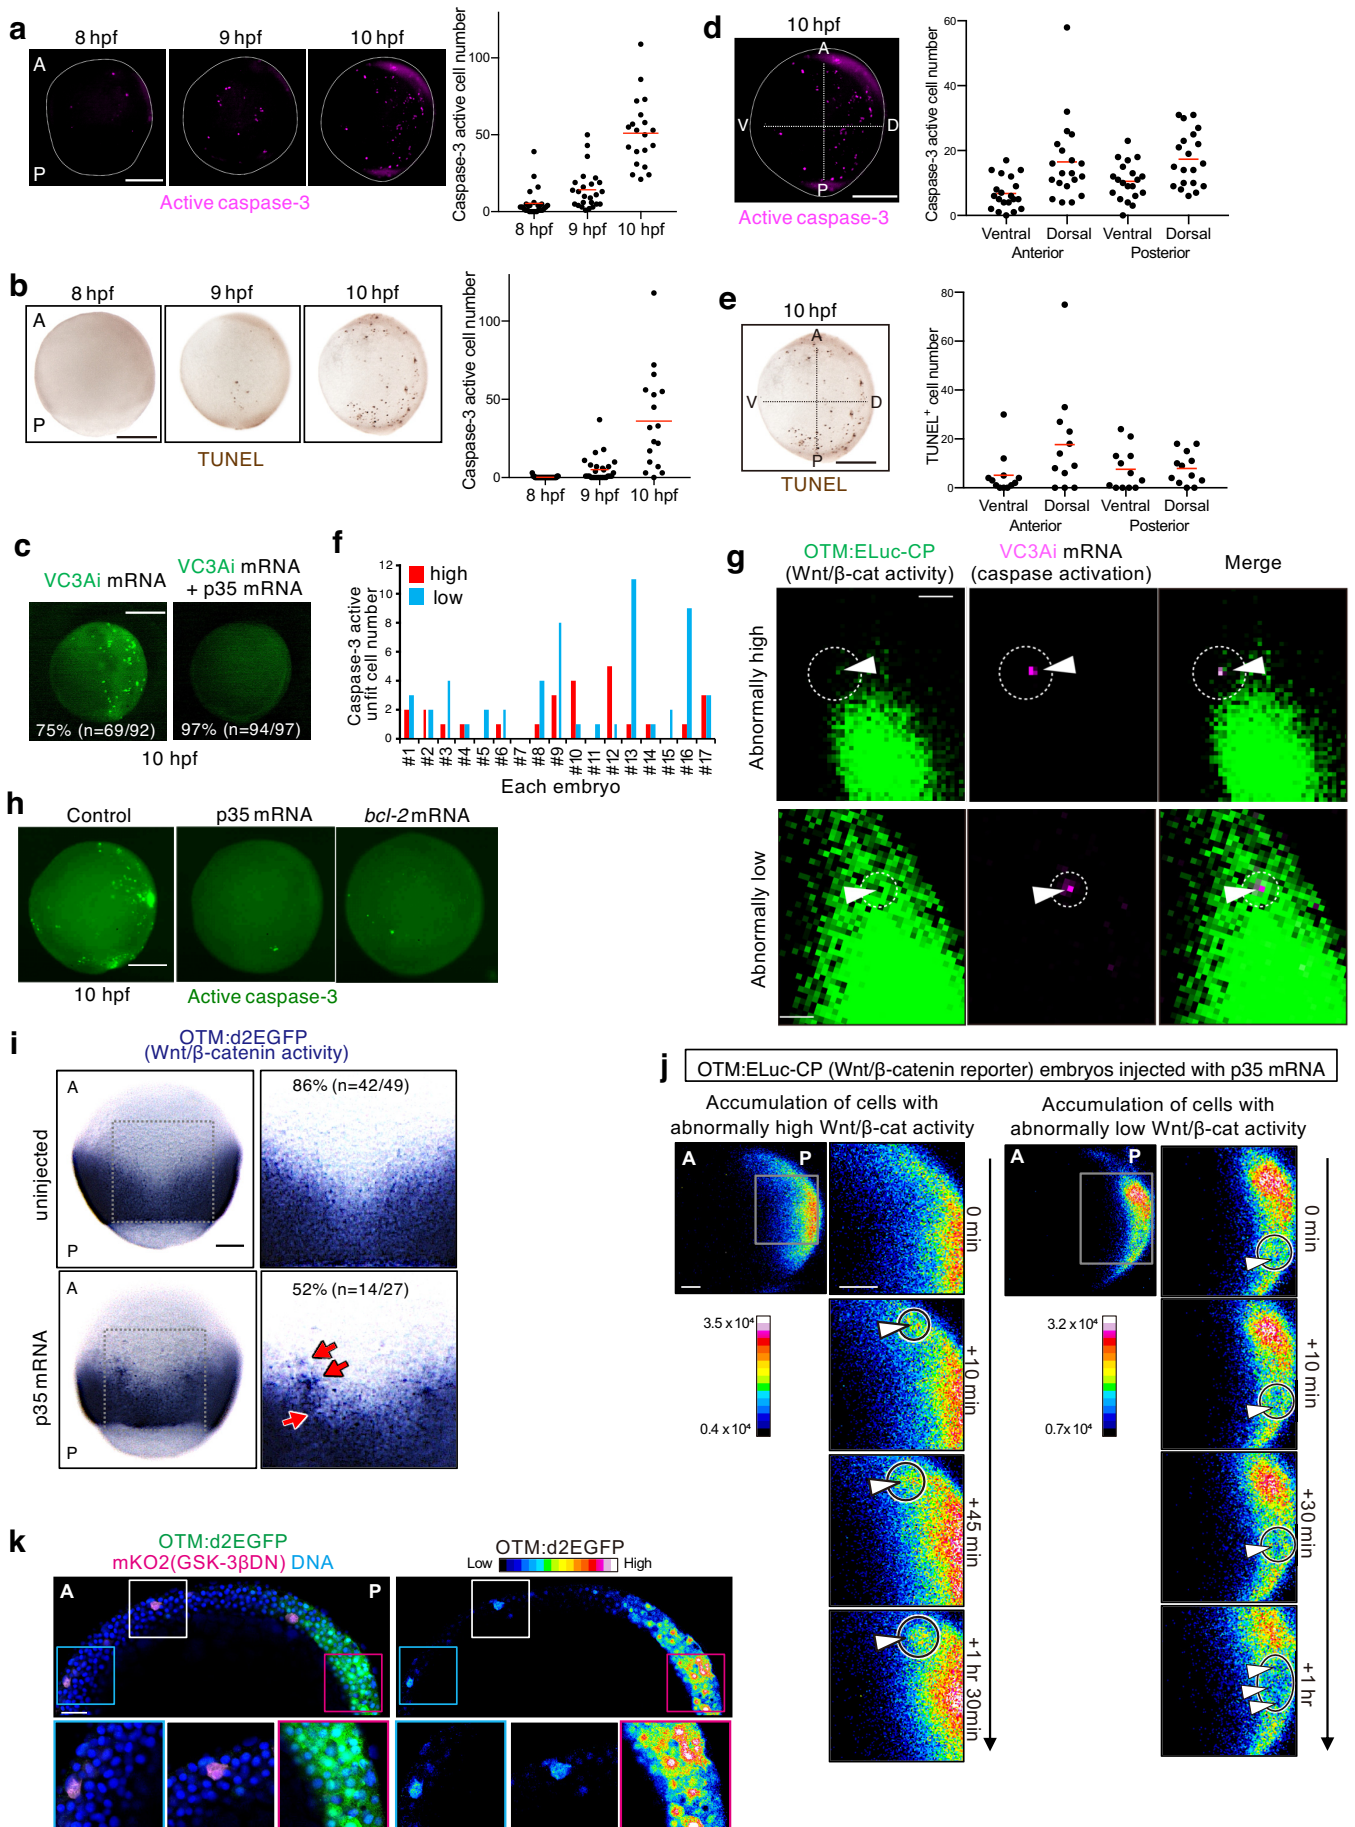 a
8 hpf
9 hpf
10 hpf
A
P
Active caspase-3
Caspase-3 active cell number
100
50
0
8 hpf
9 hpf
10 hpf
d
10 hpf
A
V
D
P
Active caspase-3
Caspase-3 active cell number
60
40
20
0
Ventral
Dorsal
Ventral
Dorsal
Anterior
Posterior
b
8 hpf
9 hpf
10 hpf
A
P
TUNEL
Caspase-3 active cell number
100
50
0
8 hpf
9 hpf
10 hpf
e
10 hpf
A
V
D
P
TUNEL
TUNEL⁺ cell number
80
60
40
20
0
Ventral
Dorsal
Ventral
Dorsal
Anterior
Posterior
c
VC3Ai mRNA
VC3Ai mRNA
+ p35 mRNA
75% (n=69/92)
97% (n=94/97)
10 hpf
f
Caspase-3 active
unfit cell number
12
10
8
6
4
2
0
high
low
#1
#2
#3
#4
#5
#6
#7
#8
#9
#10
#11
#12
#13
#14
#15
#16
#17
Each embryo
g
OTM:ELuc-CP
(Wnt/β-cat activity)
VC3Ai mRNA
(caspase activation)
Merge
Abnormally high
Abnormally low
h
Control
p35 mRNA
bcl-2 mRNA
10 hpf
Active caspase-3
i
OTM:d2EGFP
(Wnt/β-catenin activity)
uninjected
A
P
86% (n=42/49)
p35 mRNA
A
P
52% (n=14/27)
j
OTM:ELuc-CP (Wnt/β-catenin reporter) embryos injected with p35 mRNA
Accumulation of cells with
abnormally high Wnt/β-cat activity
A
P
3.5 x 10⁴
0.4 x 10⁴
0 min
+10 min
+45 min
+1 hr 30min
Accumulation of cells with
abnormally low Wnt/β-cat activity
A
P
3.2 x 10⁴
0.7x 10⁴
0 min
+10 min
+30 min
+1 hr
k
OTM:d2EGFP
mKO2(GSK-3βDN) DNA
A
P
OTM:d2EGFP
Low
High